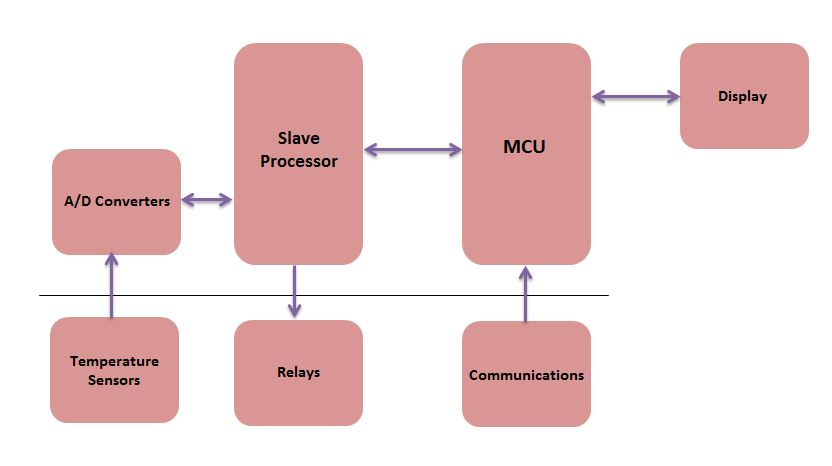 Slave
Processor
MCU
Display
A/D Converters
Temperature
Sensors
Relays
Communications